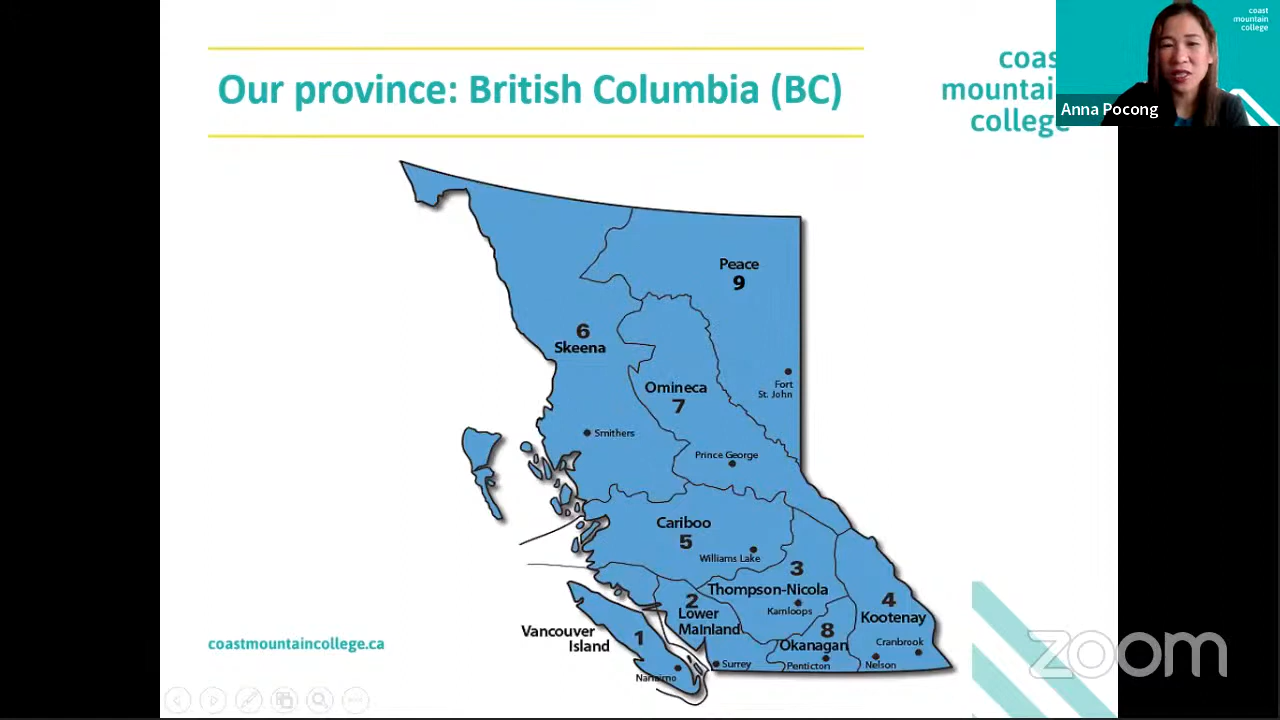 Our province: British Columbia (BC)
coas
mountai
college
coast
mountain
college
Anna Pocong
Peace
9
6
Skeena
Omineca
7
Fort
St. John
Smithers
Prince George
Cariboo
5
Williams Lake
3
Thompson-Nicola
Kamloops
2
Lower
Mainland
4
Kootenay
8
Okanagan
Cranbrook
Vancouver
Island
1
Surrey
Penticton
Nelson
Nanaimo
coastmountaincollege.ca
zoom